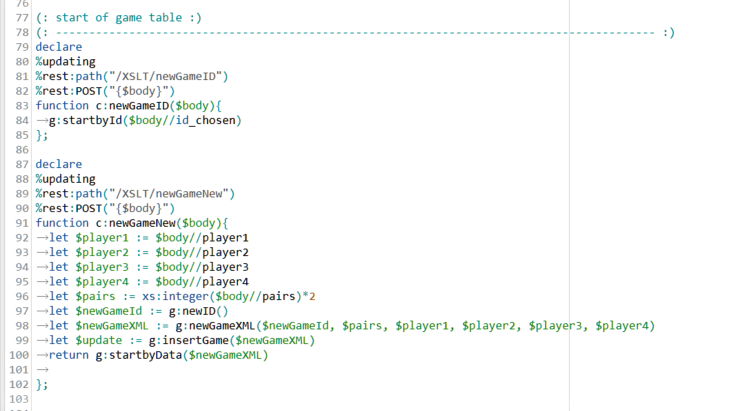 76
77 (: start of game table :)
78 (: ------------------------------------------------------------------------------------------ :)
79 declare
80 %updating
81 %rest:path("/XSLT/newGameID")
82 %rest:POST("{$body}")
83 function c:newGameID($body){
84 →g:startbyId($body//id_chosen)
85 };
86
87 declare
88 %updating
89 %rest:path("/XSLT/newGameNew")
90 %rest:POST("{$body}")
91 function c:newGameNew($body){
92 →let $player1 := $body//player1
93 →let $player2 := $body//player2
94 →let $player3 := $body//player3
95 →let $player4 := $body//player4
96 →let $pairs := xs:integer($body//pairs)*2
97 →let $newGameId := g:newID()
98 →let $newGameXML := g:newGameXML($newGameId, $pairs, $player1, $player2, $player3, $player4)
99 →let $update := g:insertGame($newGameXML)
100 →return g:startbyData($newGameXML)
101 →
102 };
103